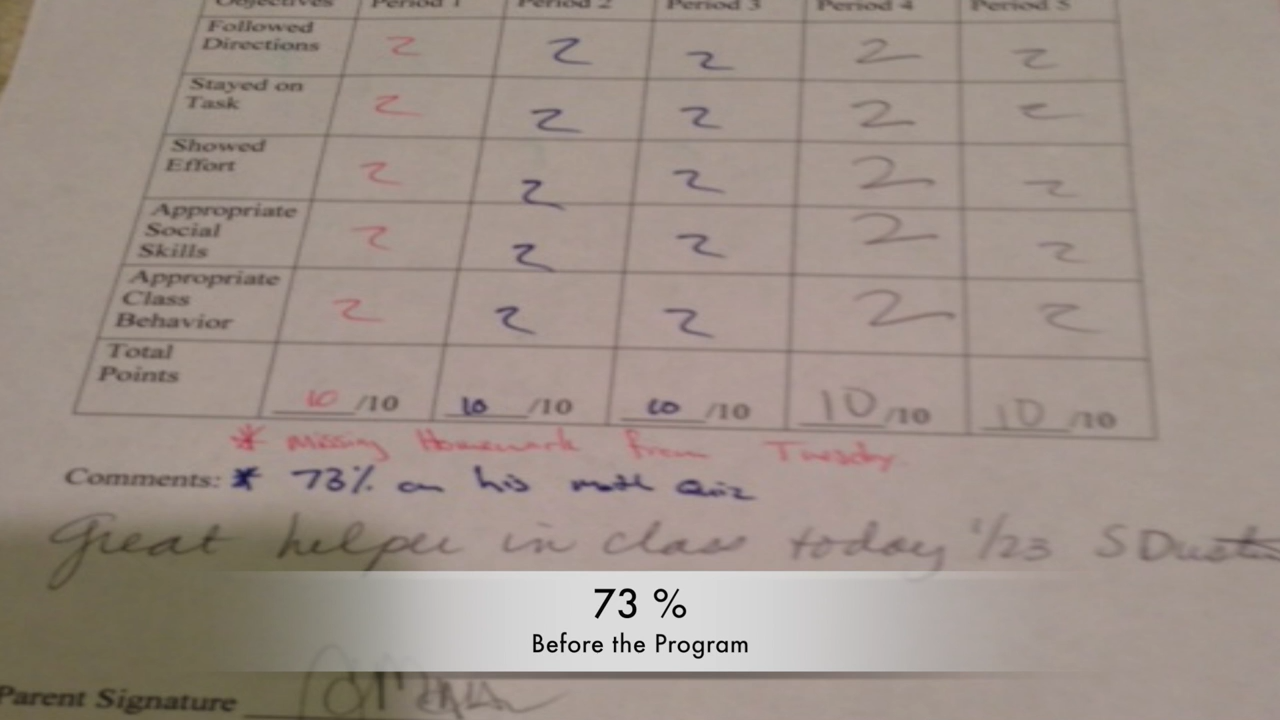 Objectives Period 1 Period 2 Period 3 Period 4 Period 5
Followed
Directions 2 2 2 2 2
Stayed on
Task 2 2 2 2 2
Showed
Effort 2 2 2 2 2
Appropriate
Social
Skills 2 2 2 2 2
Appropriate
Class
Behavior 2 2 2 2 2
Total
Points
10/10 10/10 10/10 10/10 10/10
* Missing Homework from Tuesday.
Comments: * 73% on his math Quiz
Great helper in class today 1/23 S
73 %
Before the Program
Parent Signature